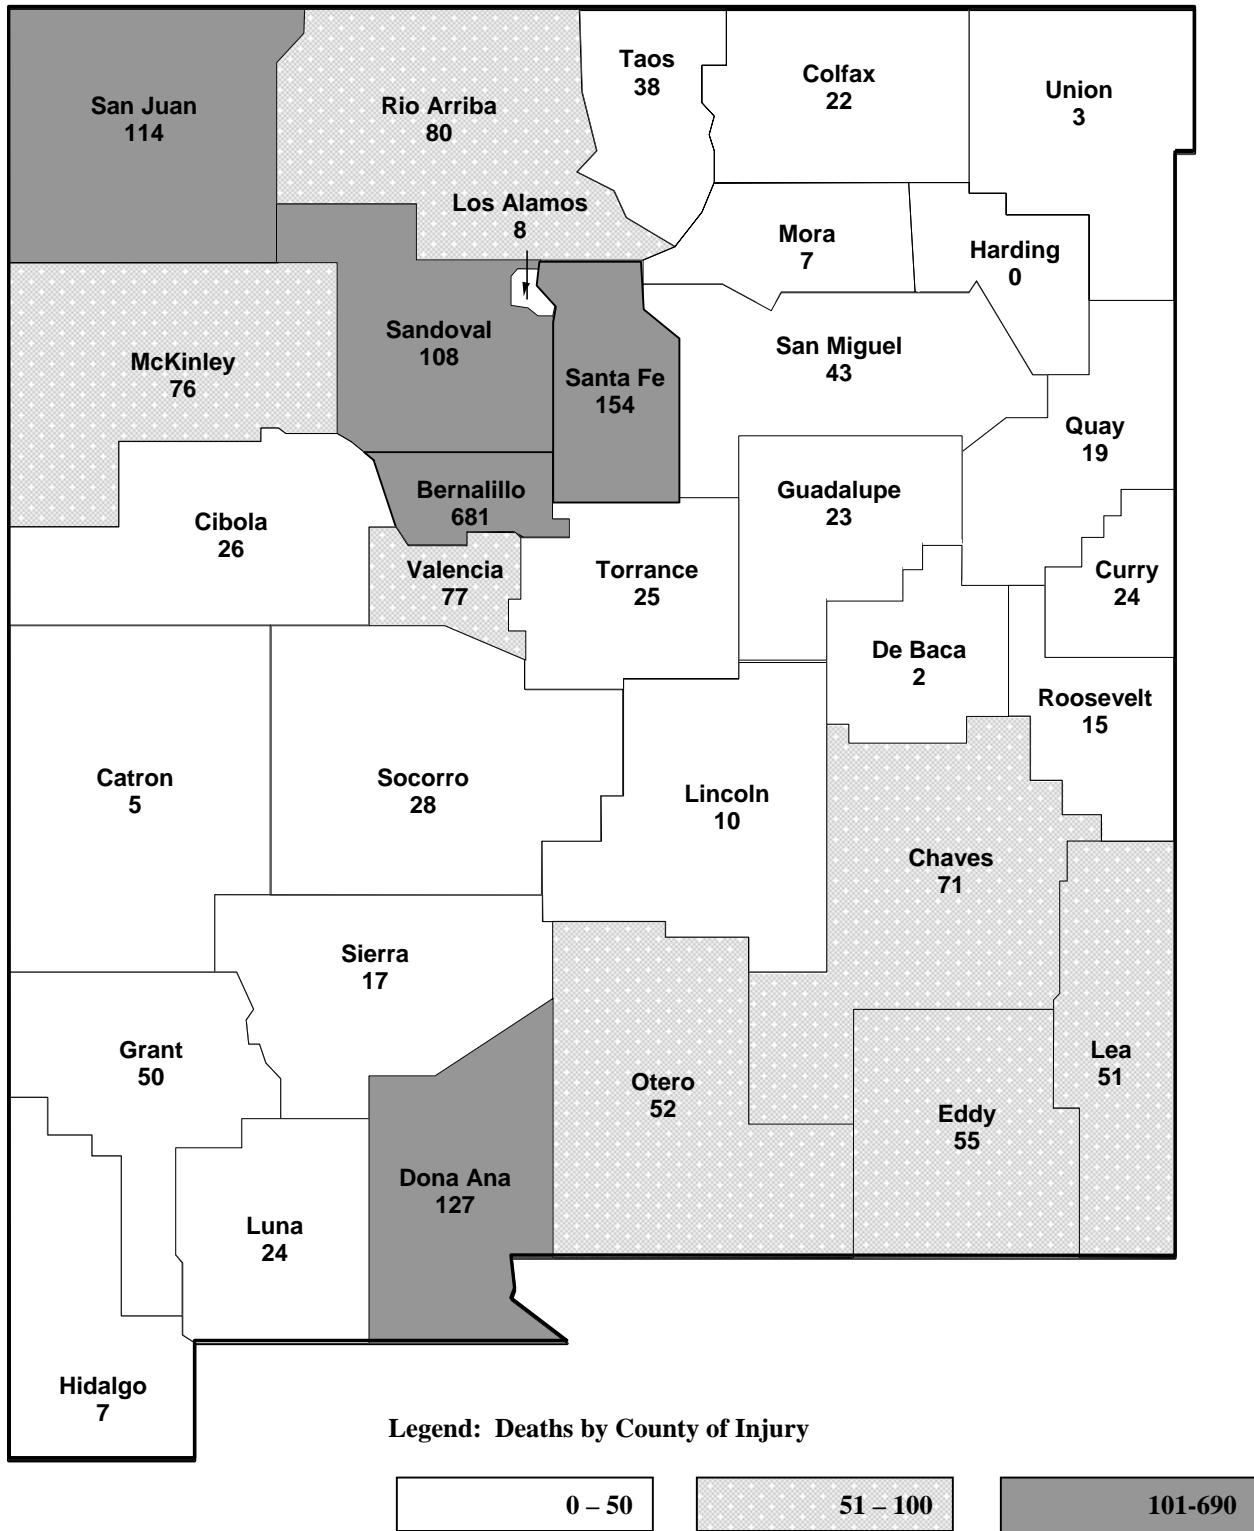 Taos
38
Colfax
22
Union
3
San Juan
114
Rio Arriba
80
Los Alamos
8
Mora
7
Harding
0
Sandoval
108
San Miguel
43
McKinley
76
Santa Fe
154
Quay
19
Bernalillo
681
Guadalupe
23
Cibola
26
Valencia
77
Torrance
25
Curry
24
De Baca
2
Roosevelt
15
Catron
5
Socorro
28
Lincoln
10
Chaves
71
Sierra
17
Grant
50
Otero
52
Lea
51
Eddy
55
Dona Ana
127
Luna
24
Hidalgo
7
Legend:  Deaths by County of Injury
0 – 50
51 – 100
101-690